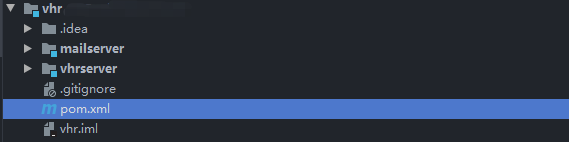 vhr
.idea
mailserver
vhrserver
.gitignore
pom.xml
vhr.iml